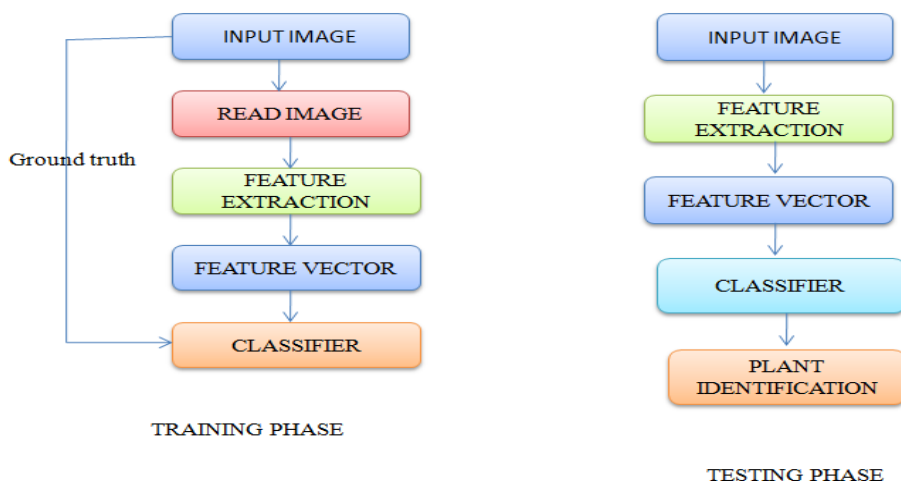 INPUT IMAGE
READ IMAGE
Ground truth
FEATURE
EXTRACTION
FEATURE VECTOR
CLASSIFIER
TRAINING PHASE
INPUT IMAGE
FEATURE
EXTRACTION
FEATURE VECTOR
CLASSIFIER
PLANT
IDENTIFICATION
TESTING PHASE